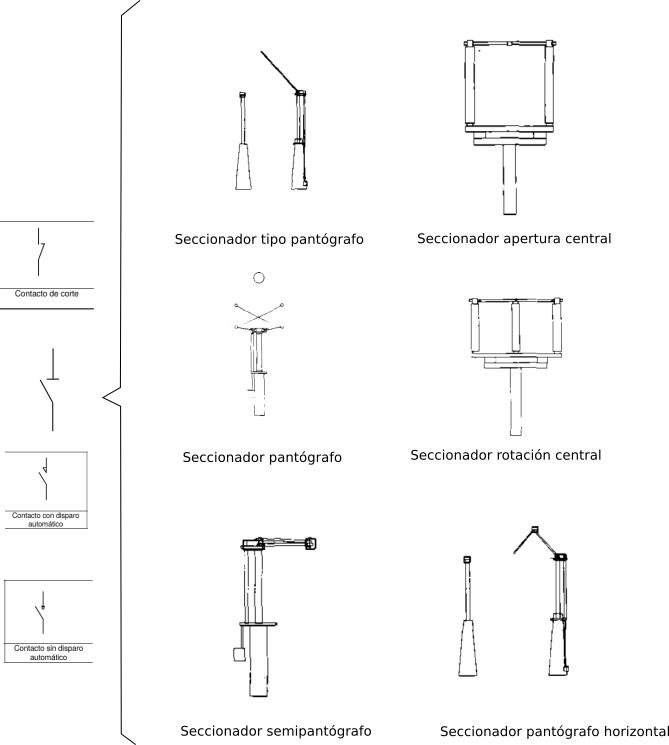 Contacto de corte
Contacto con disparo
automático
Contacto sin disparo
automático
Seccionador tipo pantógrafo
Seccionador apertura central
Seccionador pantógrafo
Seccionador rotación central
Seccionador semipantógrafo
Seccionador pantógrafo horizontal